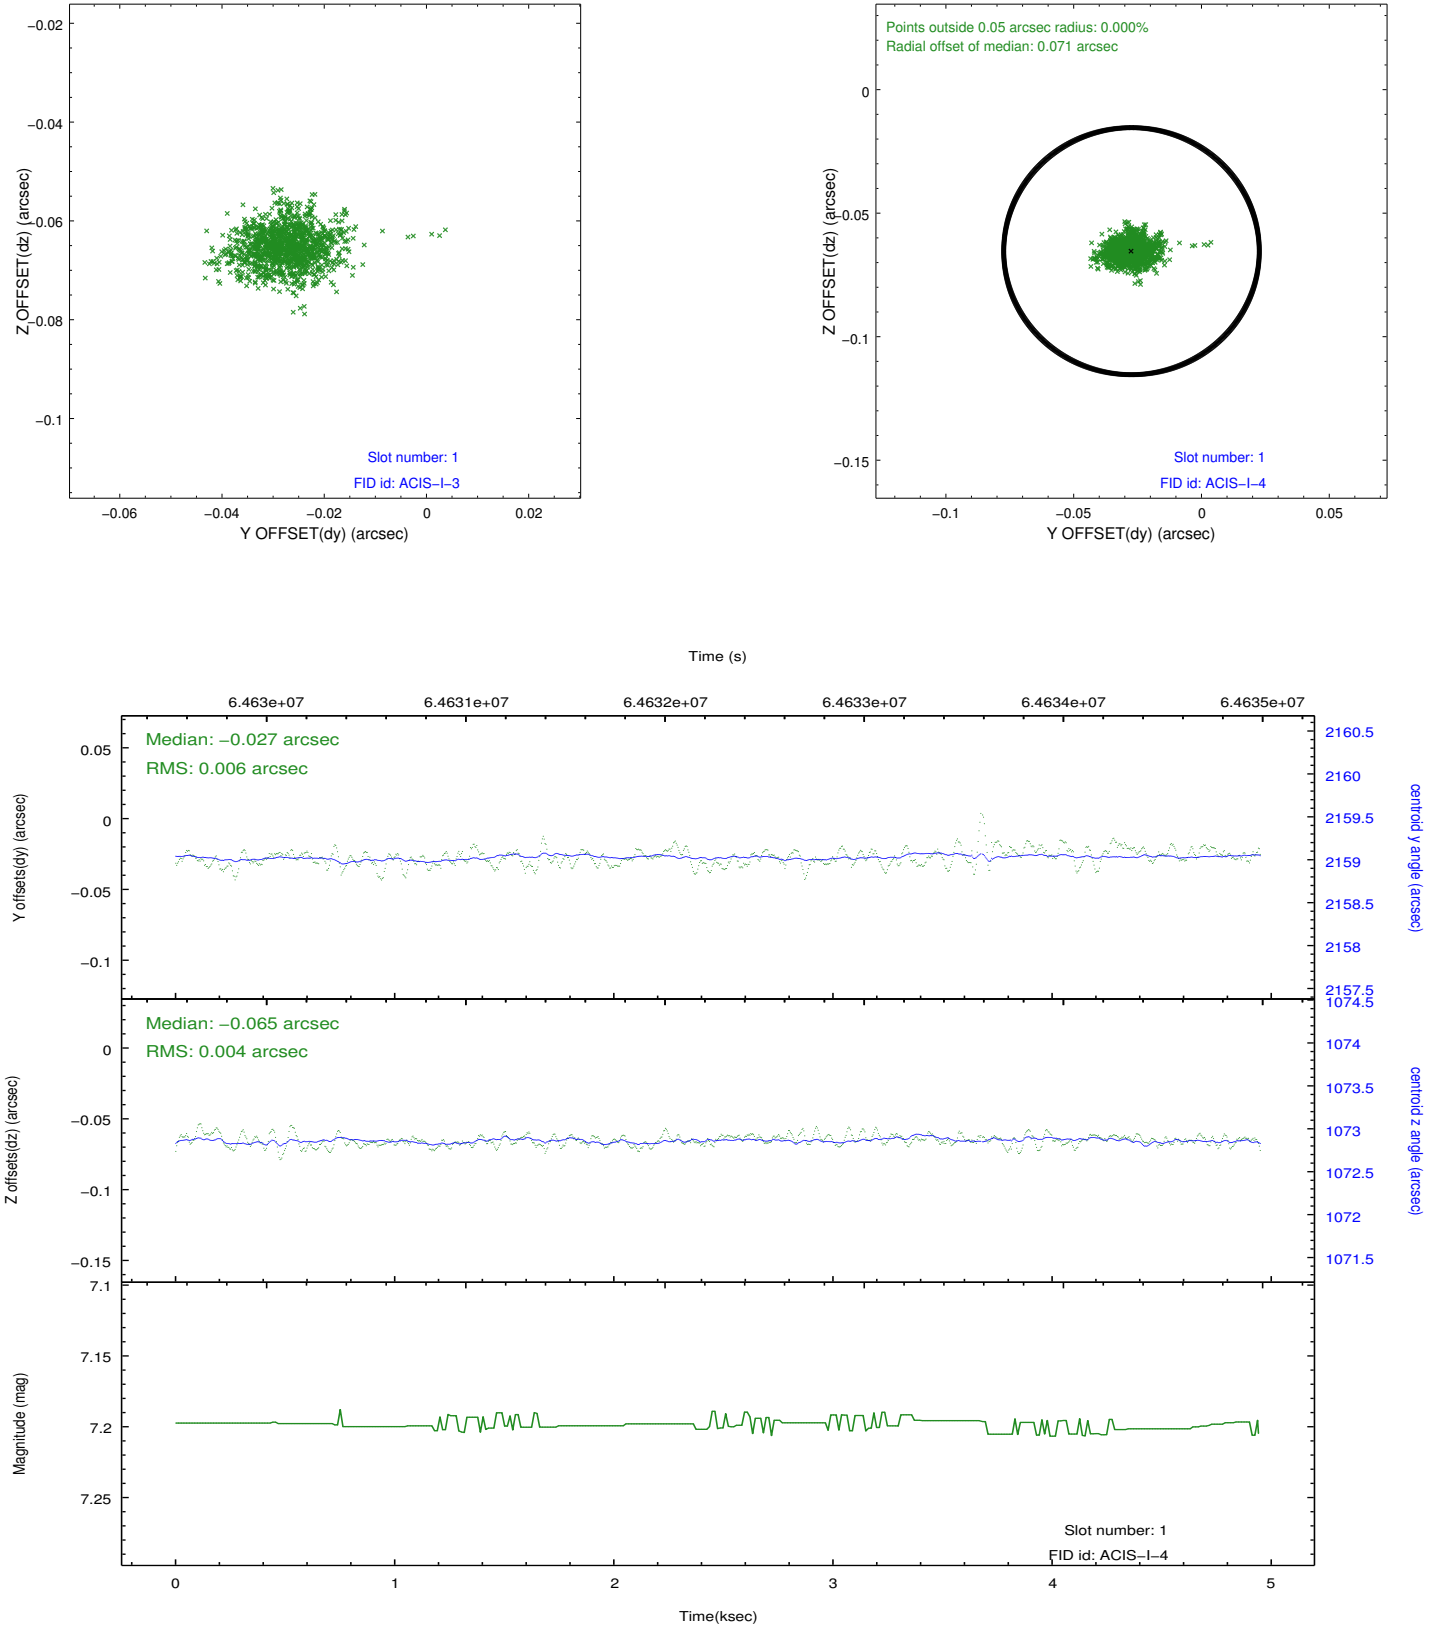 −0.02
−0.04
−0.06
−0.08
−0.1
Z OFFSET(dz) (arcsec)
Slot number: 1
FID id: ACIS−I−3
−0.06
−0.04
−0.02
0
0.02
Y OFFSET(dy) (arcsec)
Points outside 0.05 arcsec radius: 0.000%
Radial offset of median: 0.071 arcsec
0
−0.05
−0.1
−0.15
Z OFFSET(dz) (arcsec)
Slot number: 1
FID id: ACIS−I−4
−0.1
−0.05
0
0.05
Y OFFSET(dy) (arcsec)
Time (s)
6.463e+07
6.4631e+07
6.4632e+07
6.4633e+07
6.4634e+07
6.4635e+07
Median: −0.027 arcsec
RMS: 0.006 arcsec
0.05
0
−0.05
−0.1
Y offsets(dy) (arcsec)
2160.5
2160
2159.5
2159
2158.5
2158
2157.5
centroid y angle (arcsec)
Median: −0.065 arcsec
RMS: 0.004 arcsec
0
−0.05
−0.1
−0.15
Z offsets(dz) (arcsec)
1074.5
1074
1073.5
1073
1072.5
1072
1071.5
centroid z angle (arcsec)
7.1
7.15
7.2
7.25
Magnitude (mag)
Slot number: 1
FID id: ACIS−I−4
0
1
2
3
4
5
Time(ksec)